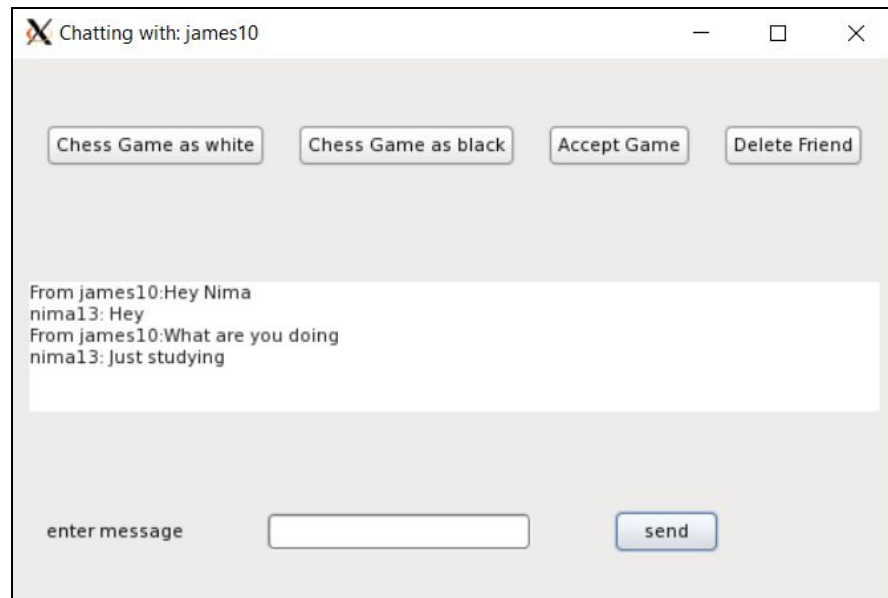 Chatting with: james10
Chess Game as white Chess Game as black Accept Game Delete Friend
From james10:Hey Nima
nima13: Hey
From james10:What are you doing
nima13: Just studying
enter message send